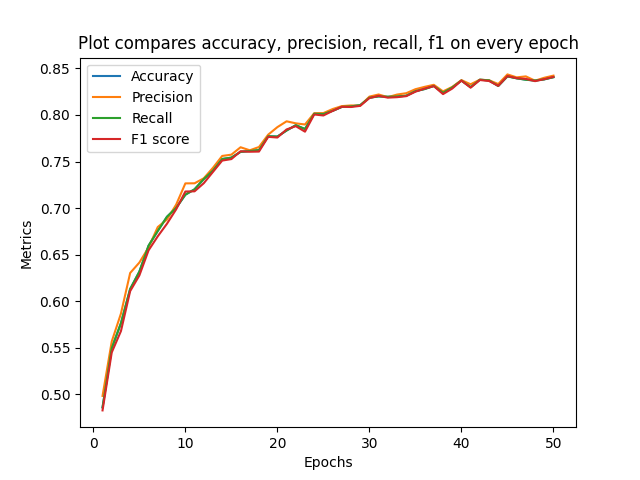 Plot compares accuracy, precision, recall, f1 on every epoch
0.85
0.80
0.75
0.70
0.65
0.60
0.55
0.50
Metrics
Accuracy
Precision
Recall
F1 score
0
10
20
30
40
50
Epochs